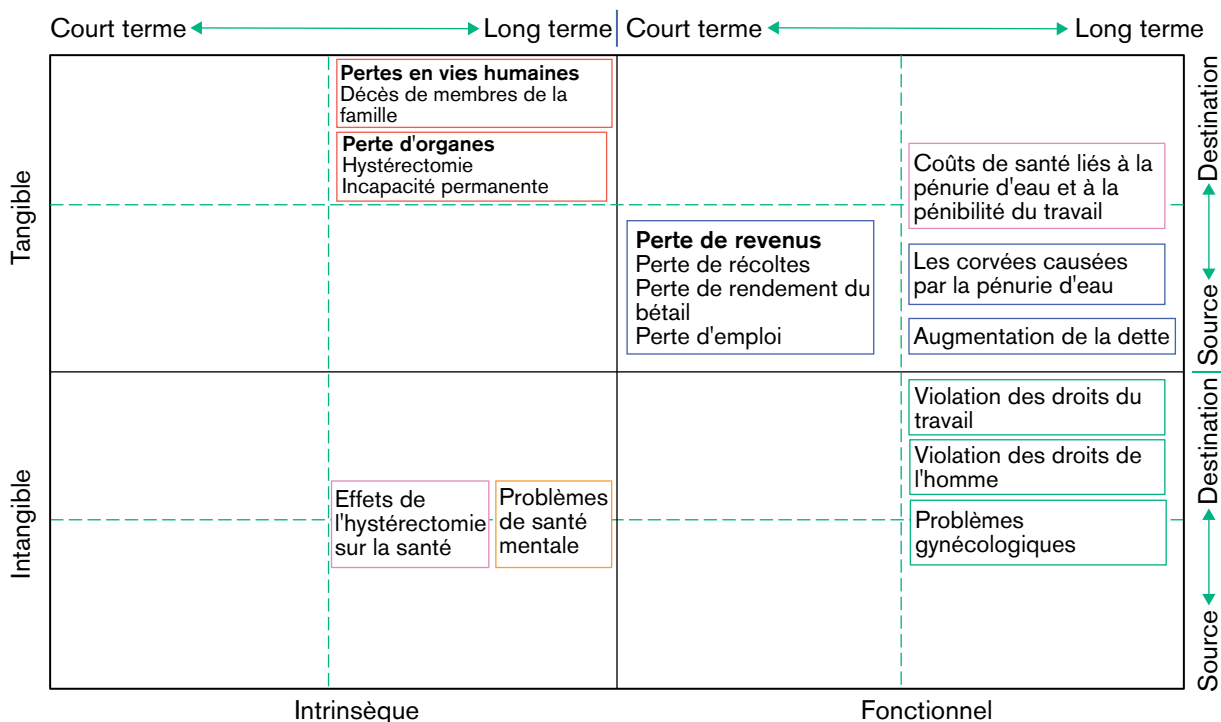 Court terme
Long terme
Court terme
Long terme
Pertes en vies humaines
Décès de membres de la
famille
Perte d'organes
Hystérectomie
Incapacité permanente
Coûts de santé liés à la
pénurie d'eau et à la
pénibilité du travail
Perte de revenus
Perte de récoltes
Perte de rendement du
bétail
Perte d'emploi
Les corvées causées
par la pénurie d'eau
Augmentation de la dette
Tangible
Destination
Source
Violation des droits du
travail
Violation des droits de
l'homme
Problèmes
gynécologiques
Effets de
l'hystérectomie
sur la santé
Problèmes
de santé
mentale
Intangible
Destination
Source
Intrinsèque
Fonctionnel